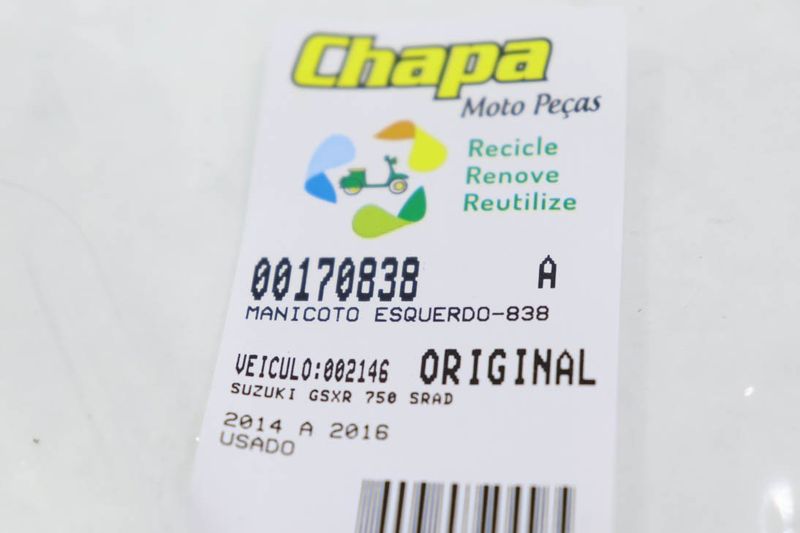 Chapa
Moto Peças
Recicle
Renove
Reutilize
00170838 A
MANICOTO ESQUERDO-838
VEICULO:002146 ORIGINAL
SUZUKI GSXR 750 SRAD
2014 A 2016
USADO